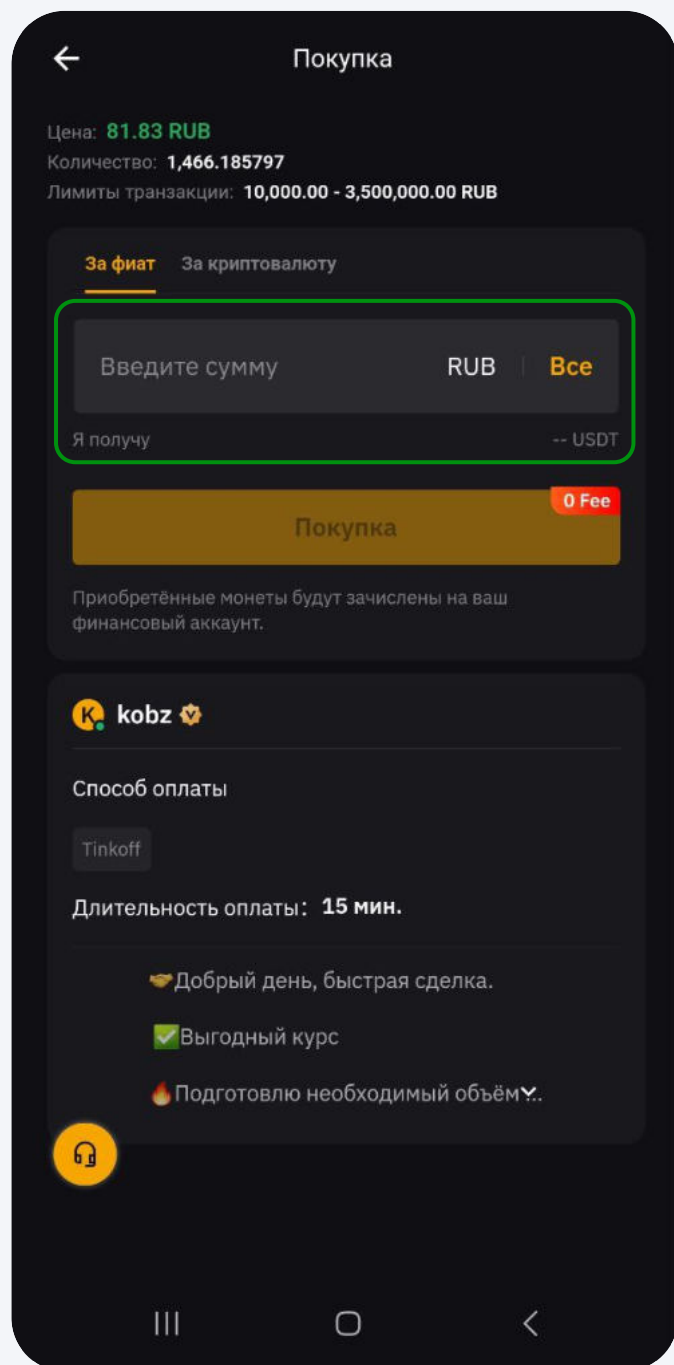 Покупка
Цена: 81.83 RUB
Количество: 1,466.185797
Лимиты транзакции: 10,000.00 - 3,500,000.00 RUB
За фиат За криптовалюту
Введите сумму RUB Все
Я получу -- USDT
0 Fee
Покупка
Приобретённые монеты будут зачислены на ваш
финансовый аккаунт.
K kobz
Способ оплаты
Tinkoff
Длительность оплаты: 15 мин.
🤝Добрый день, быстрая сделка.
✅Выгодный курс
🔥Подготовлю необходимый объём...